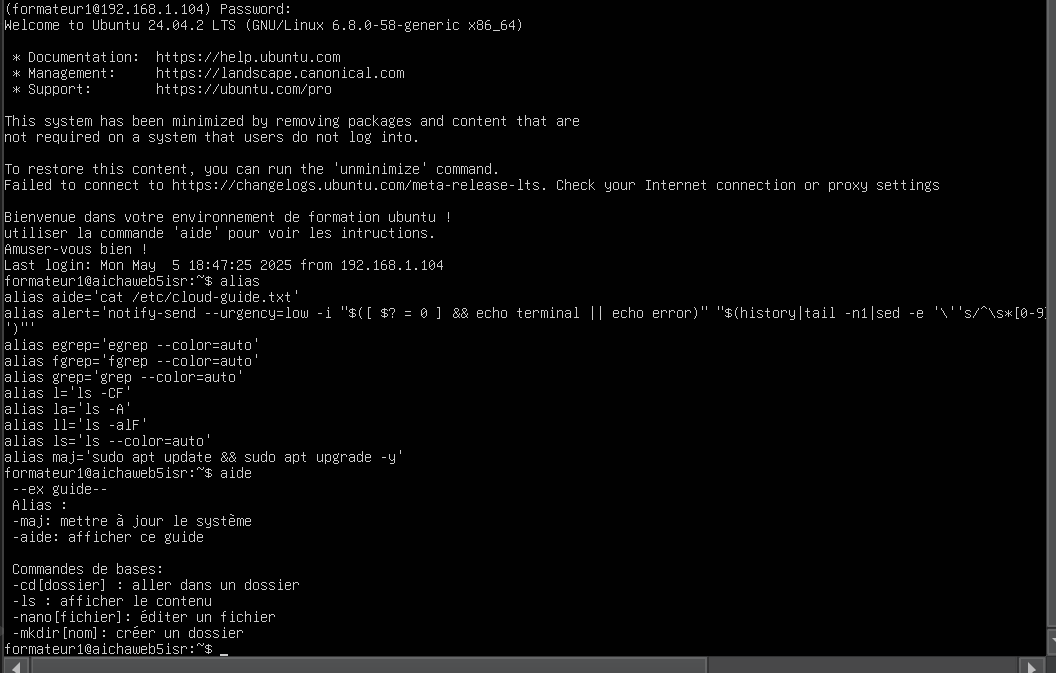 (formateur1@192.168.1.104) Password:
Welcome to Ubuntu 24.04.2 LTS (GNU/Linux 6.8.0-58-generic x86_64)
* Documentation:  https://help.ubuntu.com
* Management:     https://landscape.canonical.com
* Support:        https://ubuntu.com/pro
This system has been minimized by removing packages and content that are
not required on a system that users do not log into.
To restore this content, you can run the 'unminimize' command.
Failed to connect to https://changelogs.ubuntu.com/meta-release-lts. Check your Internet connection or proxy settings
Bienvenue dans votre environnement de formation ubuntu !
utiliser la commande 'aide' pour voir les intructions.
Amuser-vous bien !
Last login: Mon May  5 18:47:25 2025 from 192.168.1.104
formateur1@aichaweb5isr:~$ alias
alias aide='cat /etc/cloud-guide.txt'
alias alert='notify-send --urgency=low -i "$([ $? = 0 ] && echo terminal || echo error)" "$(history|tail -n1|sed -e '\''s/^\s*[0-9]
')"'
alias egrep='egrep --color=auto'
alias fgrep='fgrep --color=auto'
alias grep='grep --color=auto'
alias l='ls -CF'
alias la='ls -A'
alias ll='ls -alF'
alias ls='ls --color=auto'
alias maj='sudo apt update && sudo apt upgrade -y'
formateur1@aichaweb5isr:~$ aide
--ex guide--
Alias :
-maj: mettre à jour le système
-aide: afficher ce guide
Commandes de bases:
-cd[dossier] : aller dans un dossier
-ls : afficher le contenu
-nano[fichier]: éditer un fichier
-mkdir[nom]: créer un dossier
formateur1@aichaweb5isr:~$ _